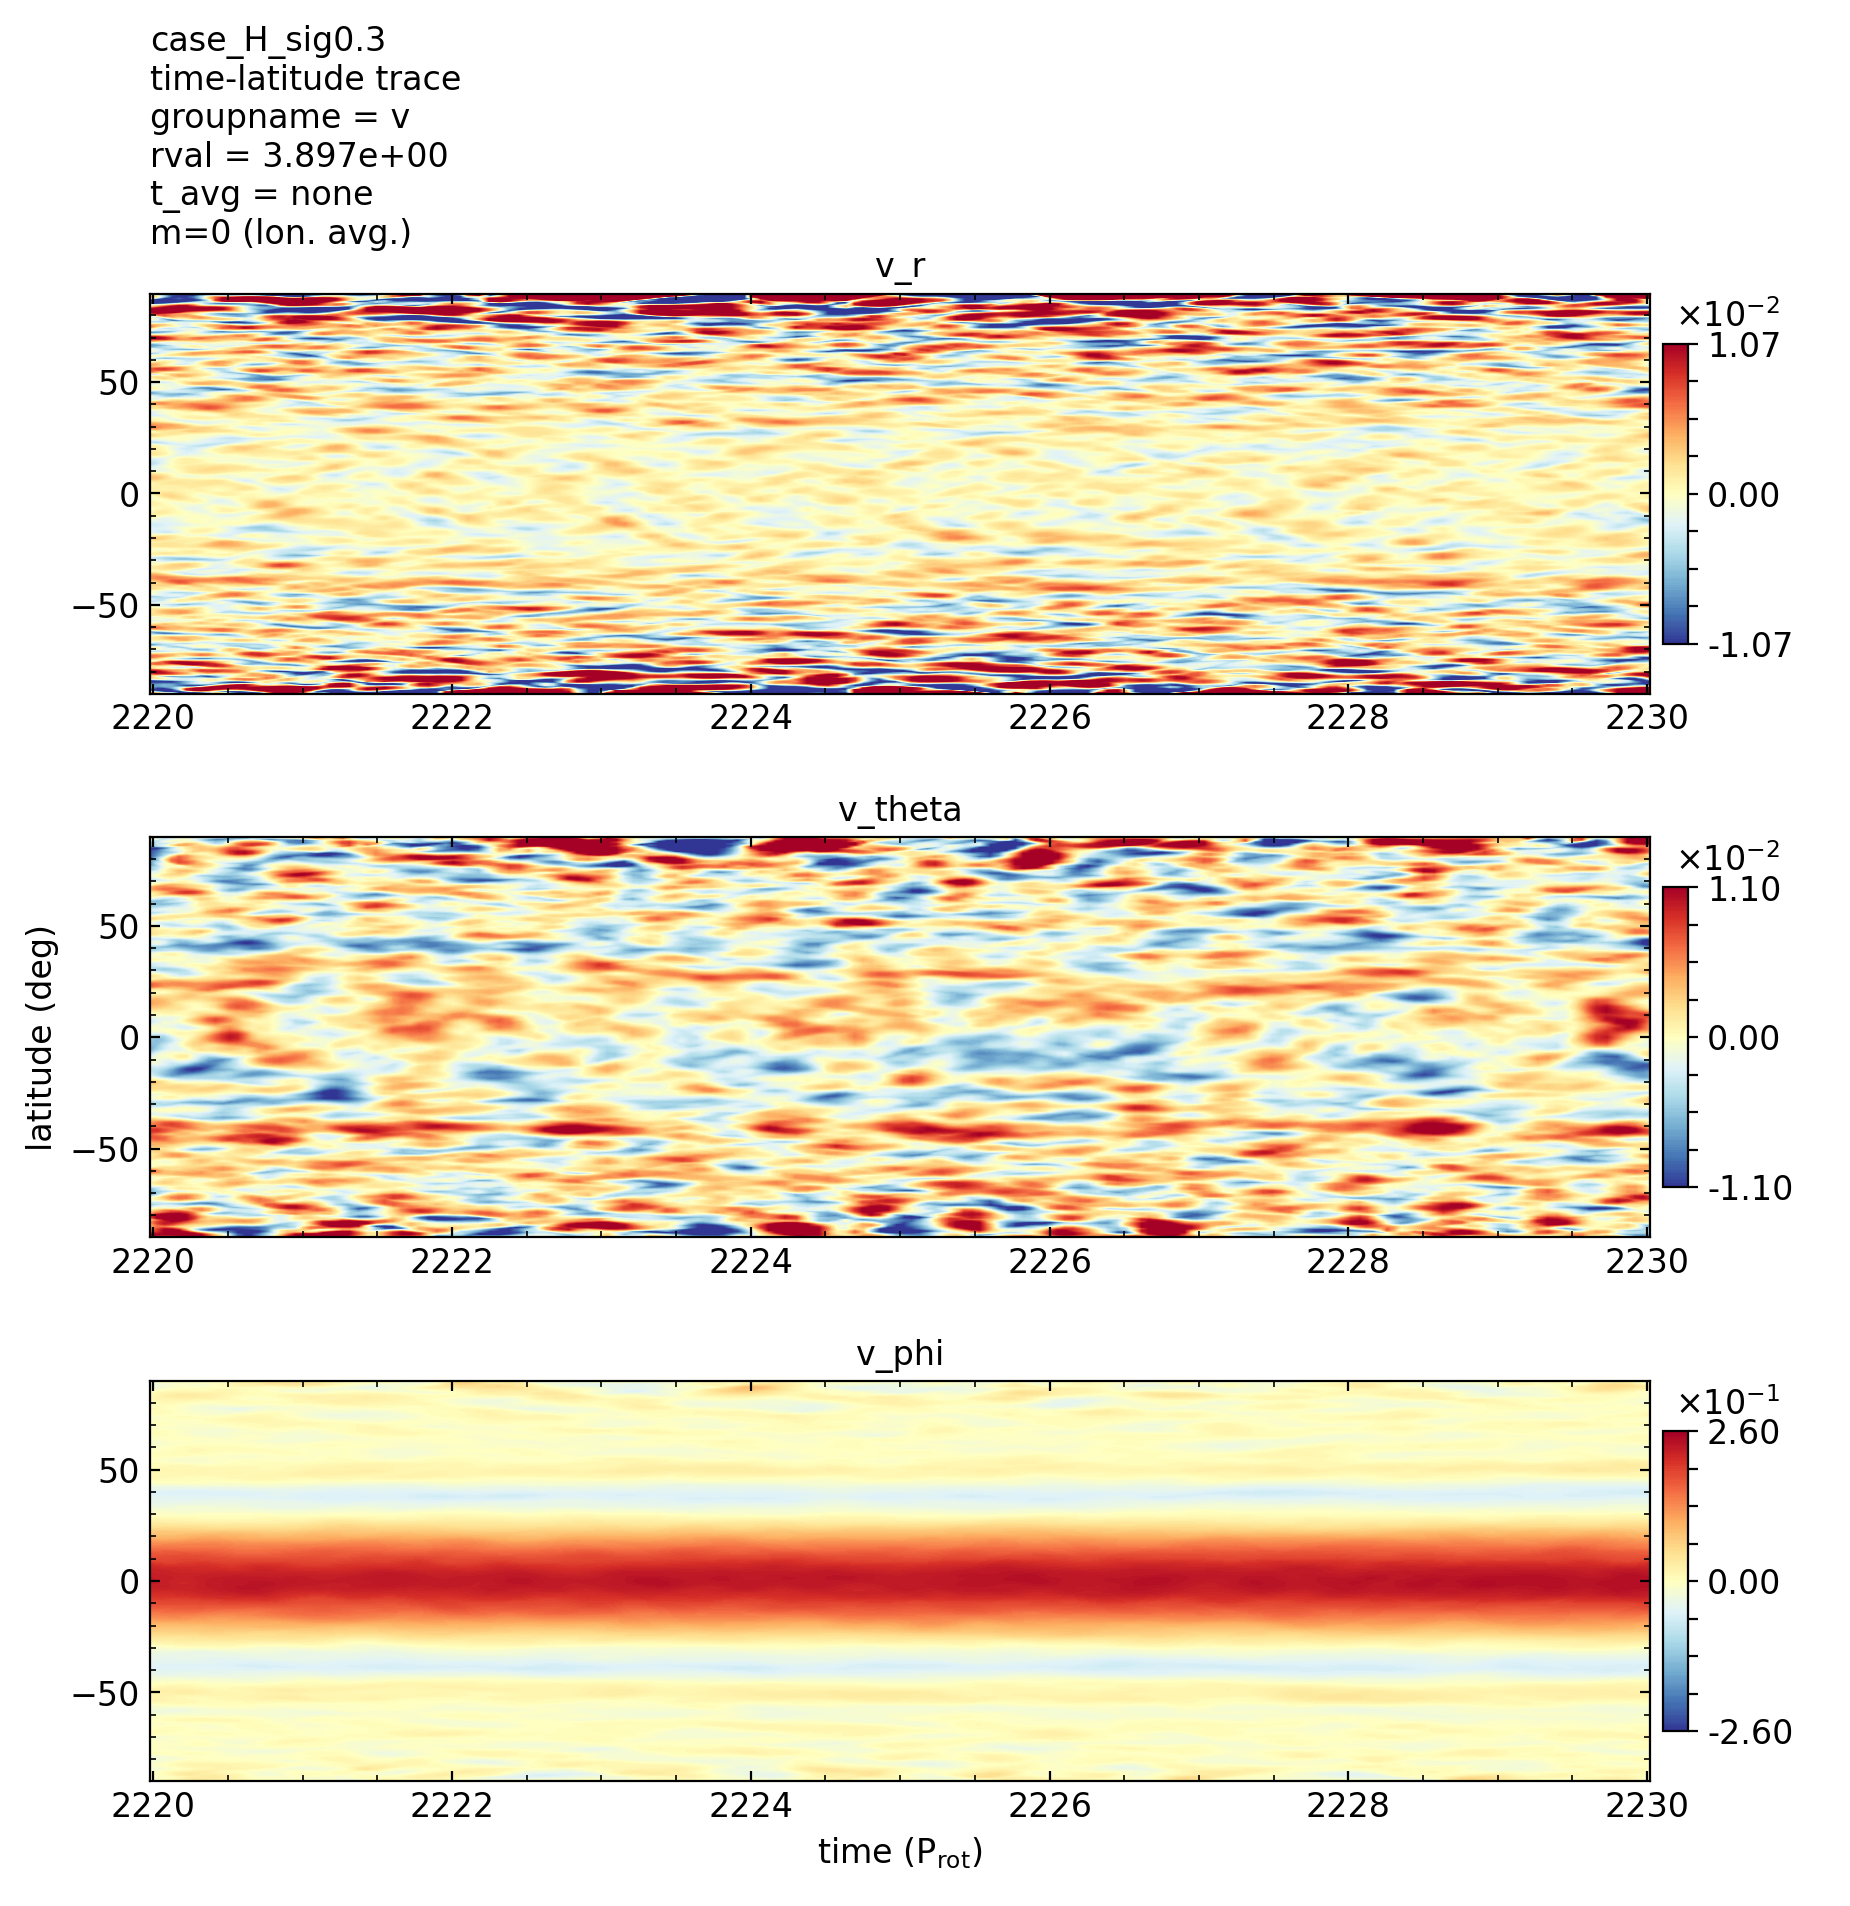 case_H_sig0.3
time-latitude trace
groupname = v
rval = 3.897e+00
t_avg = none
m=0 (lon. avg.)
v_r
×10⁻²
1.07
0.00
-1.07
50
0
−50
2220 2222 2224 2226 2228 2230
v_theta
×10⁻²
1.10
0.00
-1.10
latitude (deg)
50
0
−50
2220 2222 2224 2226 2228 2230
v_phi
×10⁻¹
2.60
0.00
-2.60
50
0
−50
2220 2222 2224 2226 2228 2230
time (P_rot)